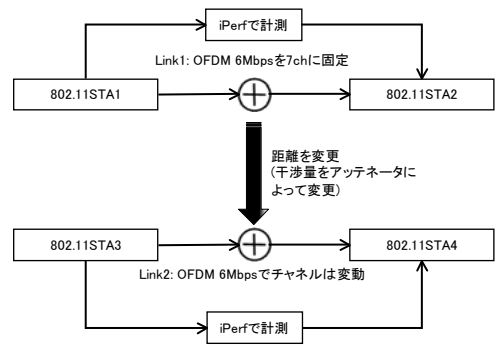 iPerfで計測
Link1: OFDM 6Mbpsを7chに固定
802.11STA1
802.11STA2
距離を変更
(干渉量をアッテネータに
よって変更)
802.11STA3
802.11STA4
Link2: OFDM 6Mbpsでチャネルは変動
iPerfで計測